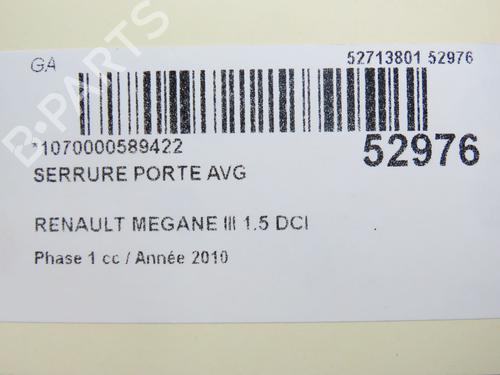 GA
52713801 52976
*1070000589422
52976
SERRURE PORTE AVG
RENAULT MEGANE III 1.5 DCI
Phase 1 cc / Année 2010
B-PARTS